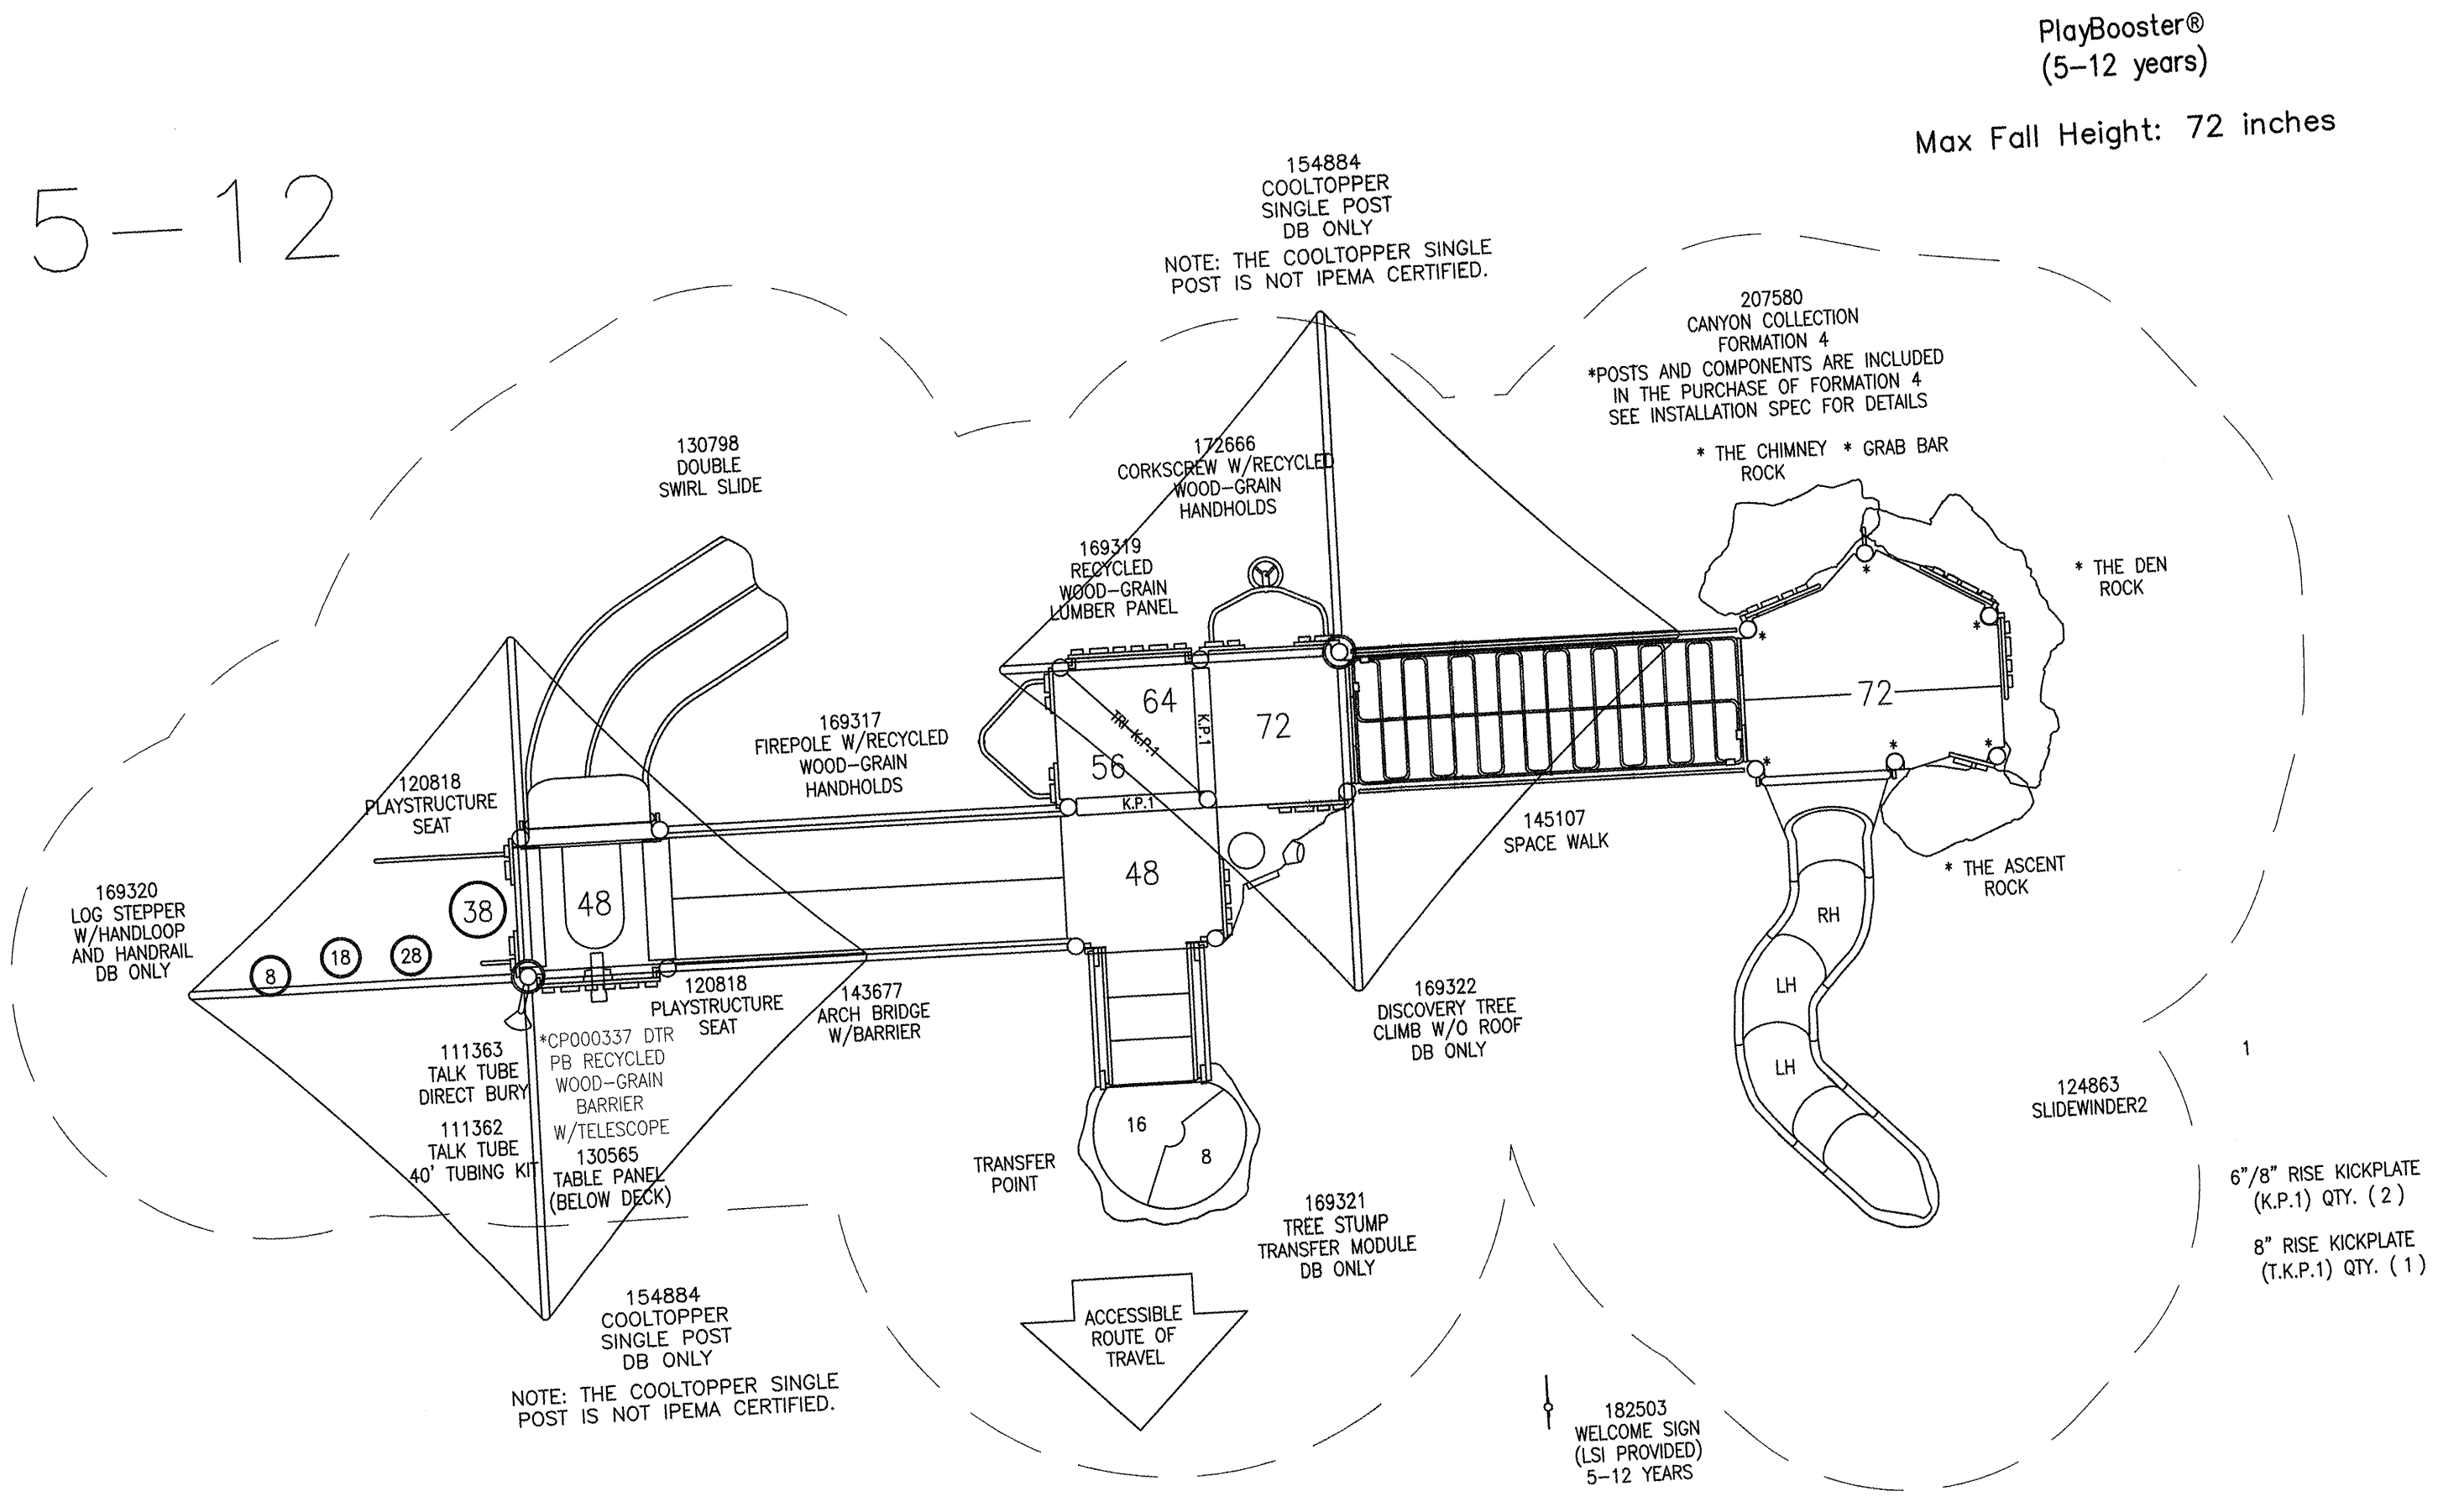 PlayBooster®
(5-12 years)
Max Fall Height: 72 inches
5-12
154884
COOLTOPPER
SINGLE POST
DB ONLY
NOTE: THE COOLTOPPER SINGLE
POST IS NOT IPEMA CERTIFIED.
207580
CANYON COLLECTION
FORMATION 4
*POSTS AND COMPONENTS ARE INCLUDED
IN THE PURCHASE OF FORMATION 4
SEE INSTALLATION SPEC FOR DETAILS
* THE CHIMNEY * GRAB BAR
ROCK
130798
DOUBLE
SWIRL SLIDE
172666
CORKSCREW W/RECYCLED
WOOD-GRAIN
HANDHOLDS
169319
RECYCLED
WOOD-GRAIN
LUMBER PANEL
* THE DEN
ROCK
*
*
*
*
*
*
64
TRI K.P.1
56
K.P.1
72
K.P.1
72
169317
FIREPOLE W/RECYCLED
WOOD-GRAIN
HANDHOLDS
120818
PLAYSTRUCTURE
SEAT
145107
SPACE WALK
* THE ASCENT
ROCK
169320
LOG STEPPER
W/HANDLOOP
AND HANDRAIL
DB ONLY
8
18
28
38
48
48
RH
LH
LH
120818
PLAYSTRUCTURE
SEAT
143677
ARCH BRIDGE
W/BARRIER
169322
DISCOVERY TREE
CLIMB W/O ROOF
DB ONLY
111363
TALK TUBE
DIRECT BURY
111362
TALK TUBE
40' TUBING KIT
*CP000337 DTR
PB RECYCLED
WOOD-GRAIN
BARRIER
W/TELESCOPE
130565
TABLE PANEL
(BELOW DECK)
1
124863
SLIDEWINDER2
16
8
TRANSFER
POINT
169321
TREE STUMP
TRANSFER MODULE
DB ONLY
6"/8" RISE KICKPLATE
(K.P.1) QTY. ( 2 )
8" RISE KICKPLATE
(T.K.P.1) QTY. ( 1 )
154884
COOLTOPPER
SINGLE POST
DB ONLY
NOTE: THE COOLTOPPER SINGLE
POST IS NOT IPEMA CERTIFIED.
ACCESSIBLE
ROUTE OF
TRAVEL
182503
WELCOME SIGN
(LSI PROVIDED)
5-12 YEARS